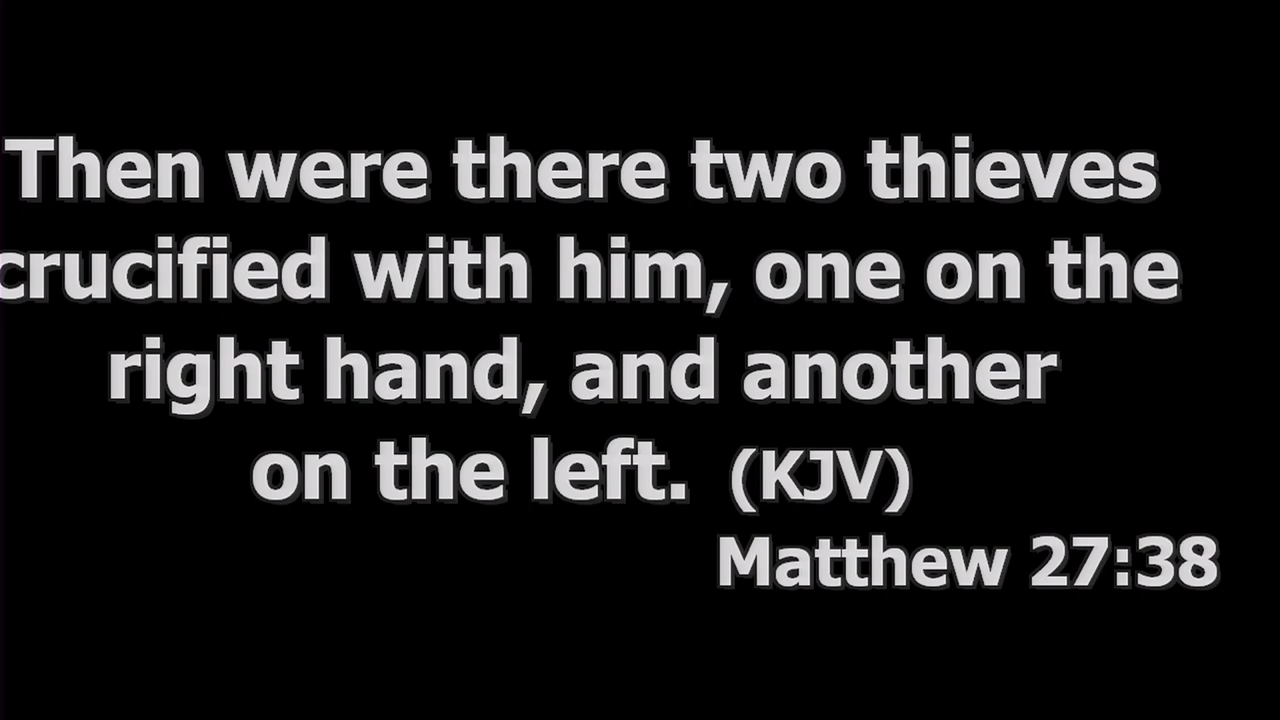 Then were there two thieves
crucified with him, one on the
right hand, and another
on the left. (KJV)
Matthew 27:38